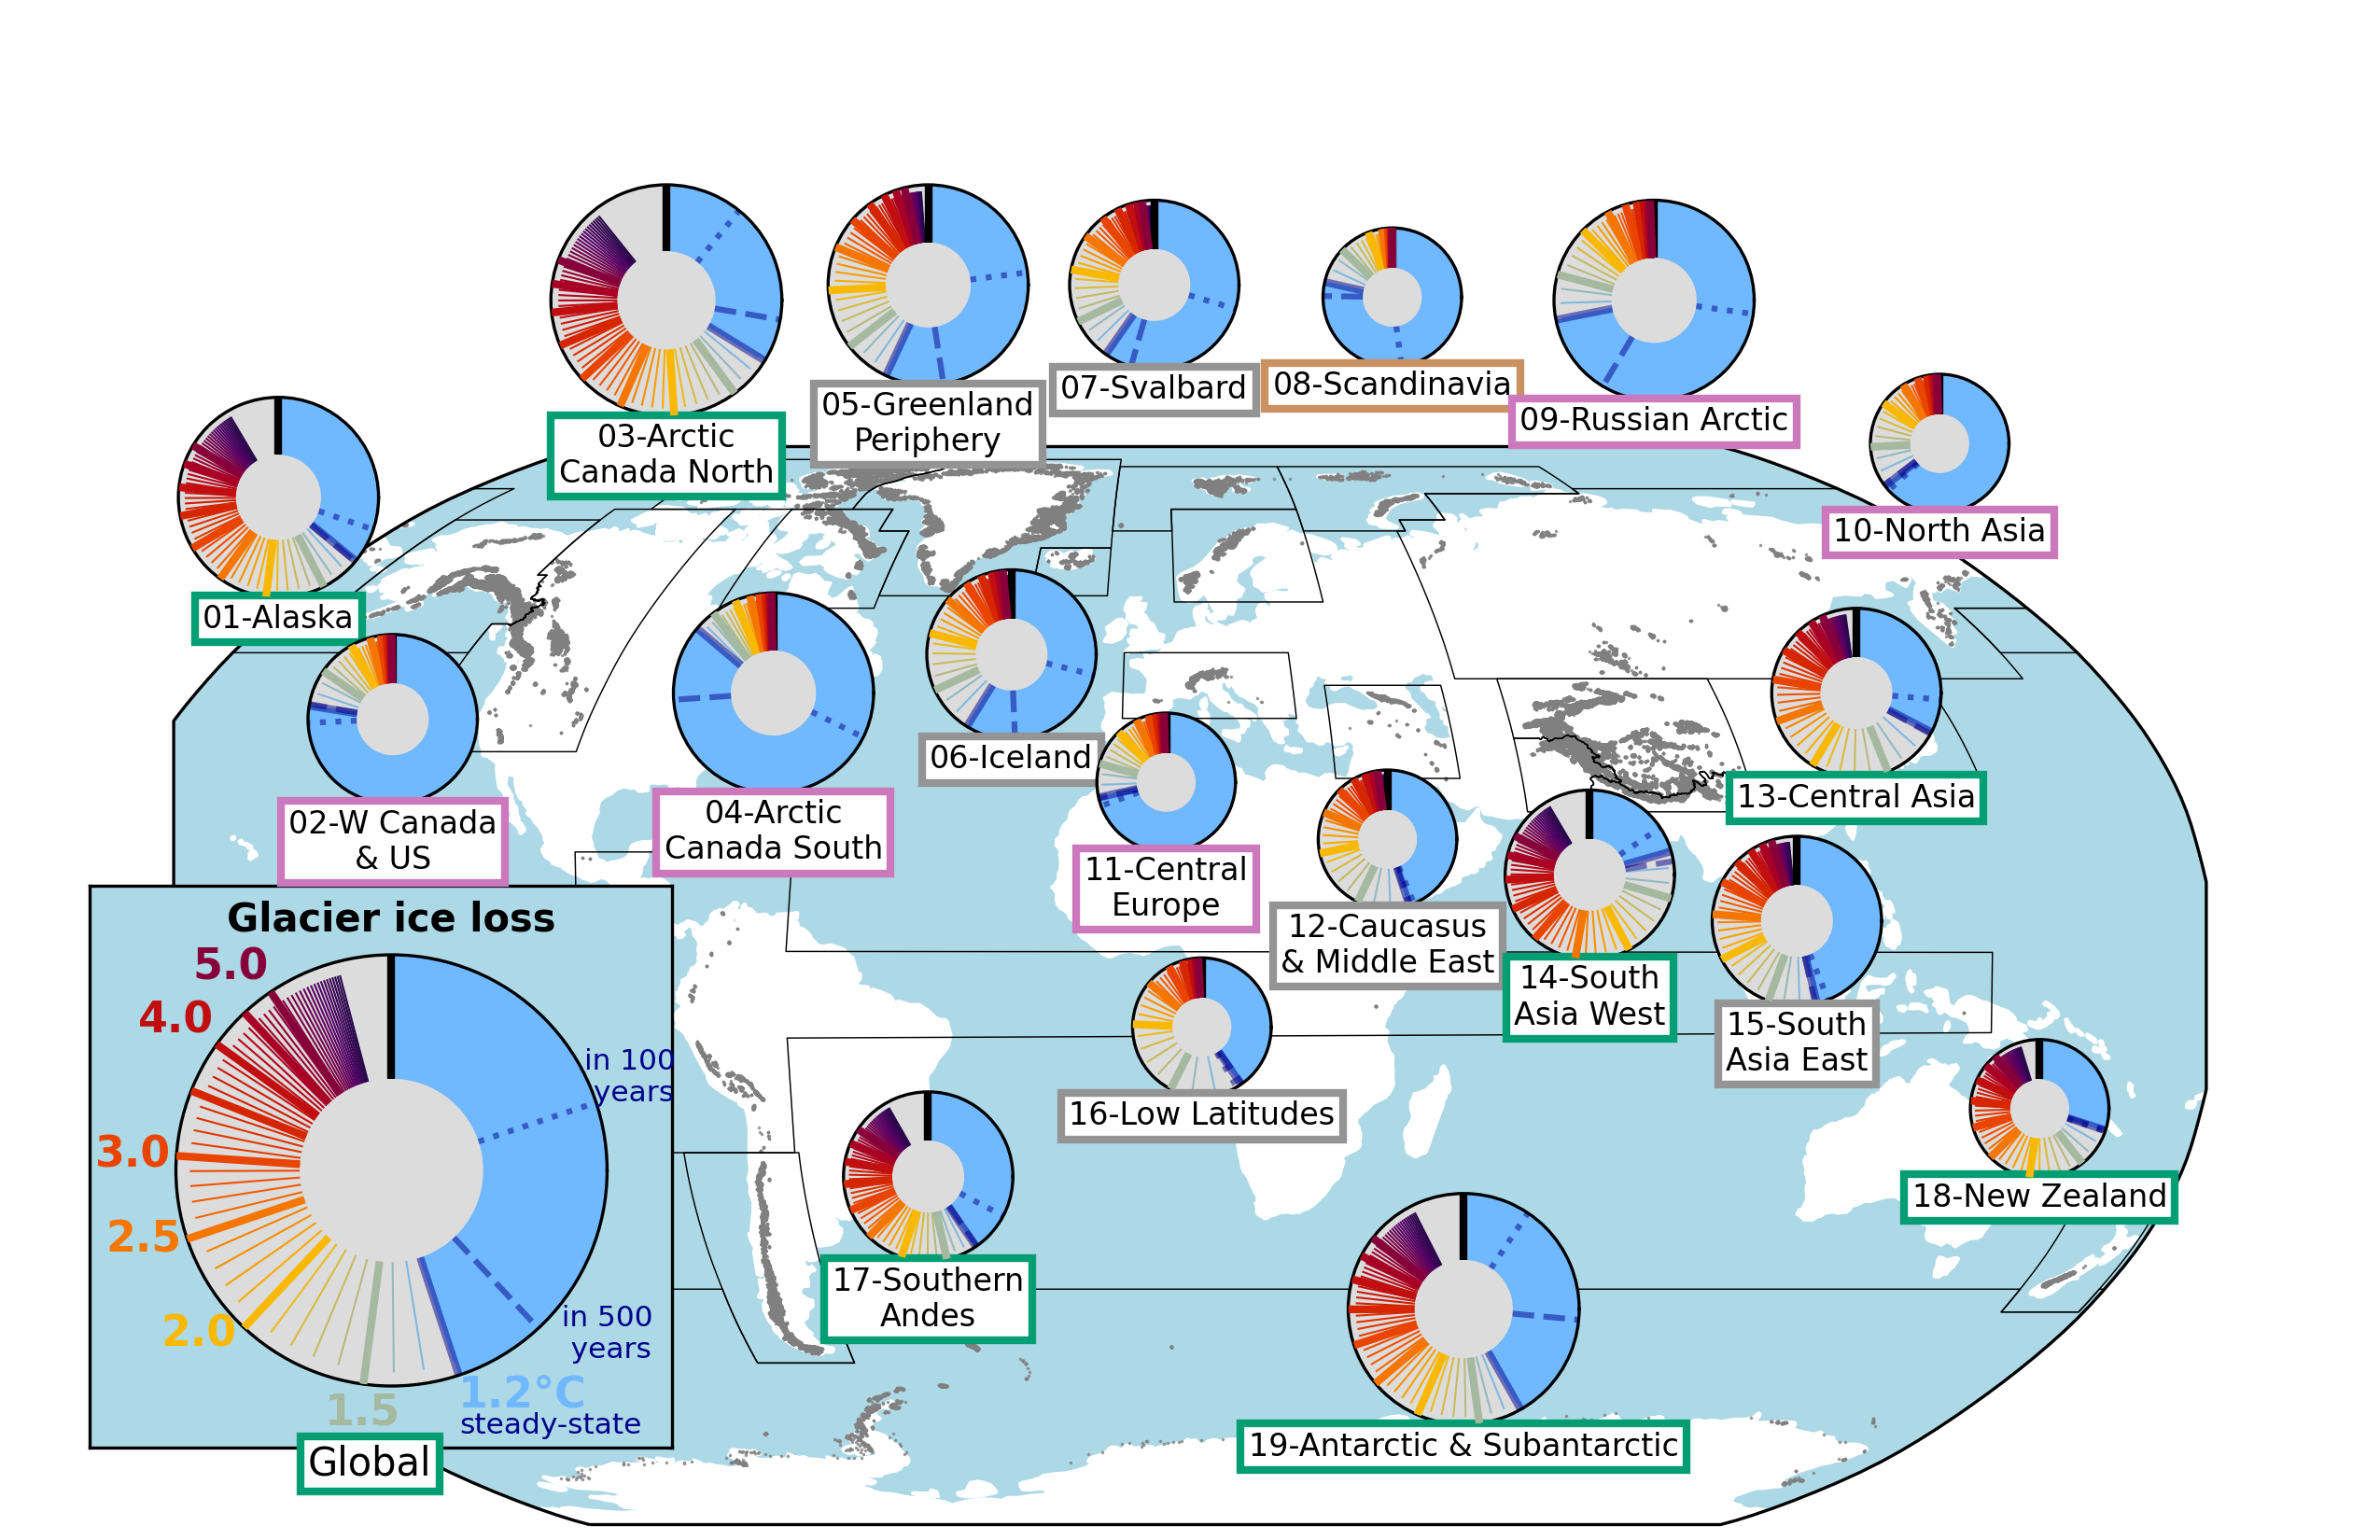 03-Arctic
Canada North
05-Greenland
Periphery
07-Svalbard
08-Scandinavia
09-Russian Arctic
10-North Asia
01-Alaska
02-W Canada
& US
04-Arctic
Canada South
06-Iceland
11-Central
Europe
12-Caucasus
& Middle East
13-Central Asia
14-South
Asia West
15-South
Asia East
16-Low Latitudes
17-Southern
Andes
18-New Zealand
19-Antarctic & Subantarctic
Glacier ice loss
5.0
4.0
3.0
2.5
2.0
1.5
1.2°C
steady-state
in 100
years
in 500
years
Global